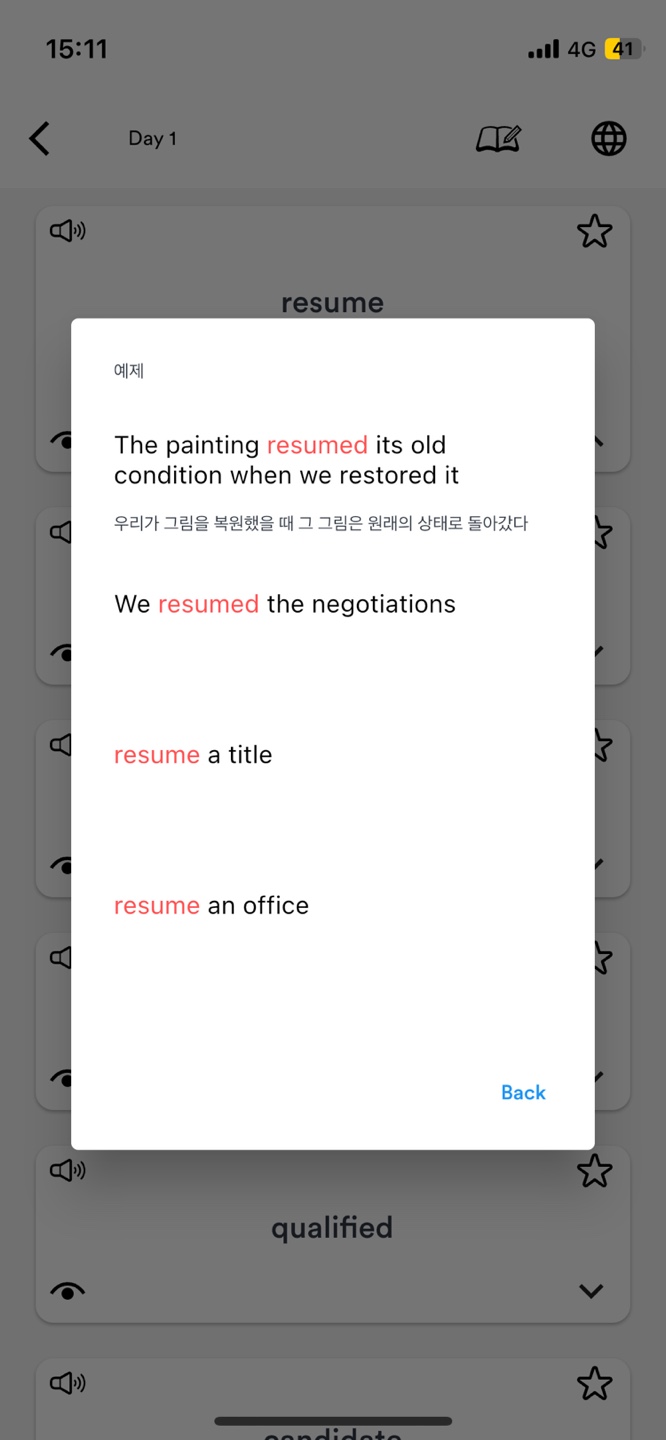 15:11
4G 41
Day 1
resume
예제
The painting resumed its old
condition when we restored it
우리가 그림을 복원했을 때 그 그림은 원래의 상태로 돌아갔다
We resumed the negotiations
resume a title
resume an office
Back
qualified
candidate